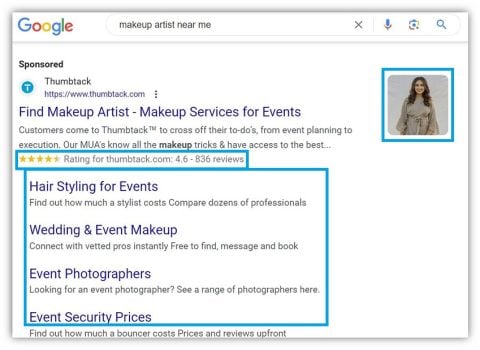 Google
makeup artist near me
Sponsored
Thumbtack
https://www.thumbtack.com
Find Makeup Artist - Makeup Services for Events
Customers come to Thumbtack™ to cross off their to-do's, from event planning to
execution. Our MUA's know all the makeup tricks & have access to the best...
Rating for thumbtack.com: 4.6 - 836 reviews
Hair Styling for Events
Find out how much a stylist costs Compare dozens of professionals
Wedding & Event Makeup
Connect with vetted pros instantly Free to find, message and book
Event Photographers
Looking for an event photographer? See a range of photographers here.
Event Security Prices
Find out how much a bouncer costs Prices and reviews upfront